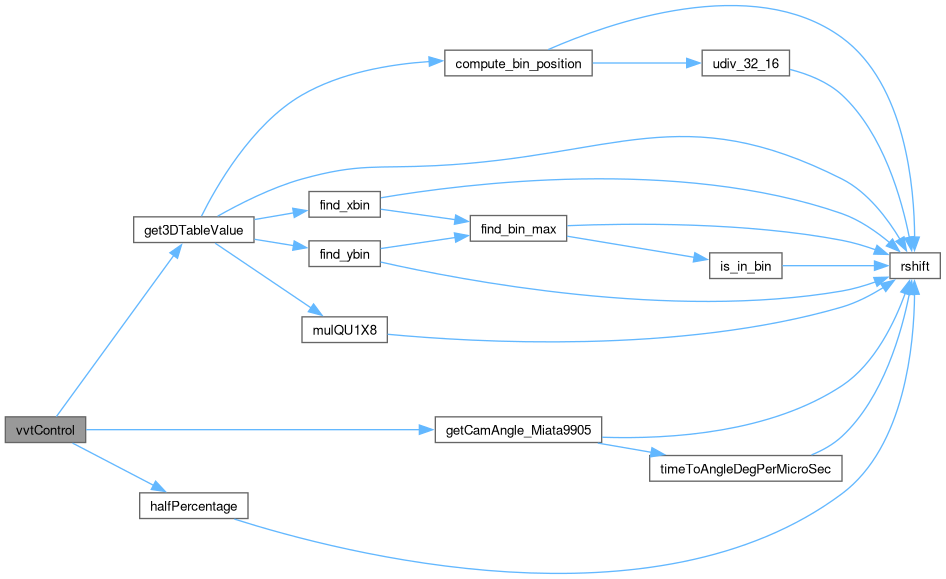 compute_bin_position
udiv_32_16
find_xbin
get3DTableValue
find_bin_max
find_ybin
is_in_bin
rshift
mulQU1X8
vvtControl
getCamAngle_Miata9905
timeToAngleDegPerMicroSec
halfPercentage